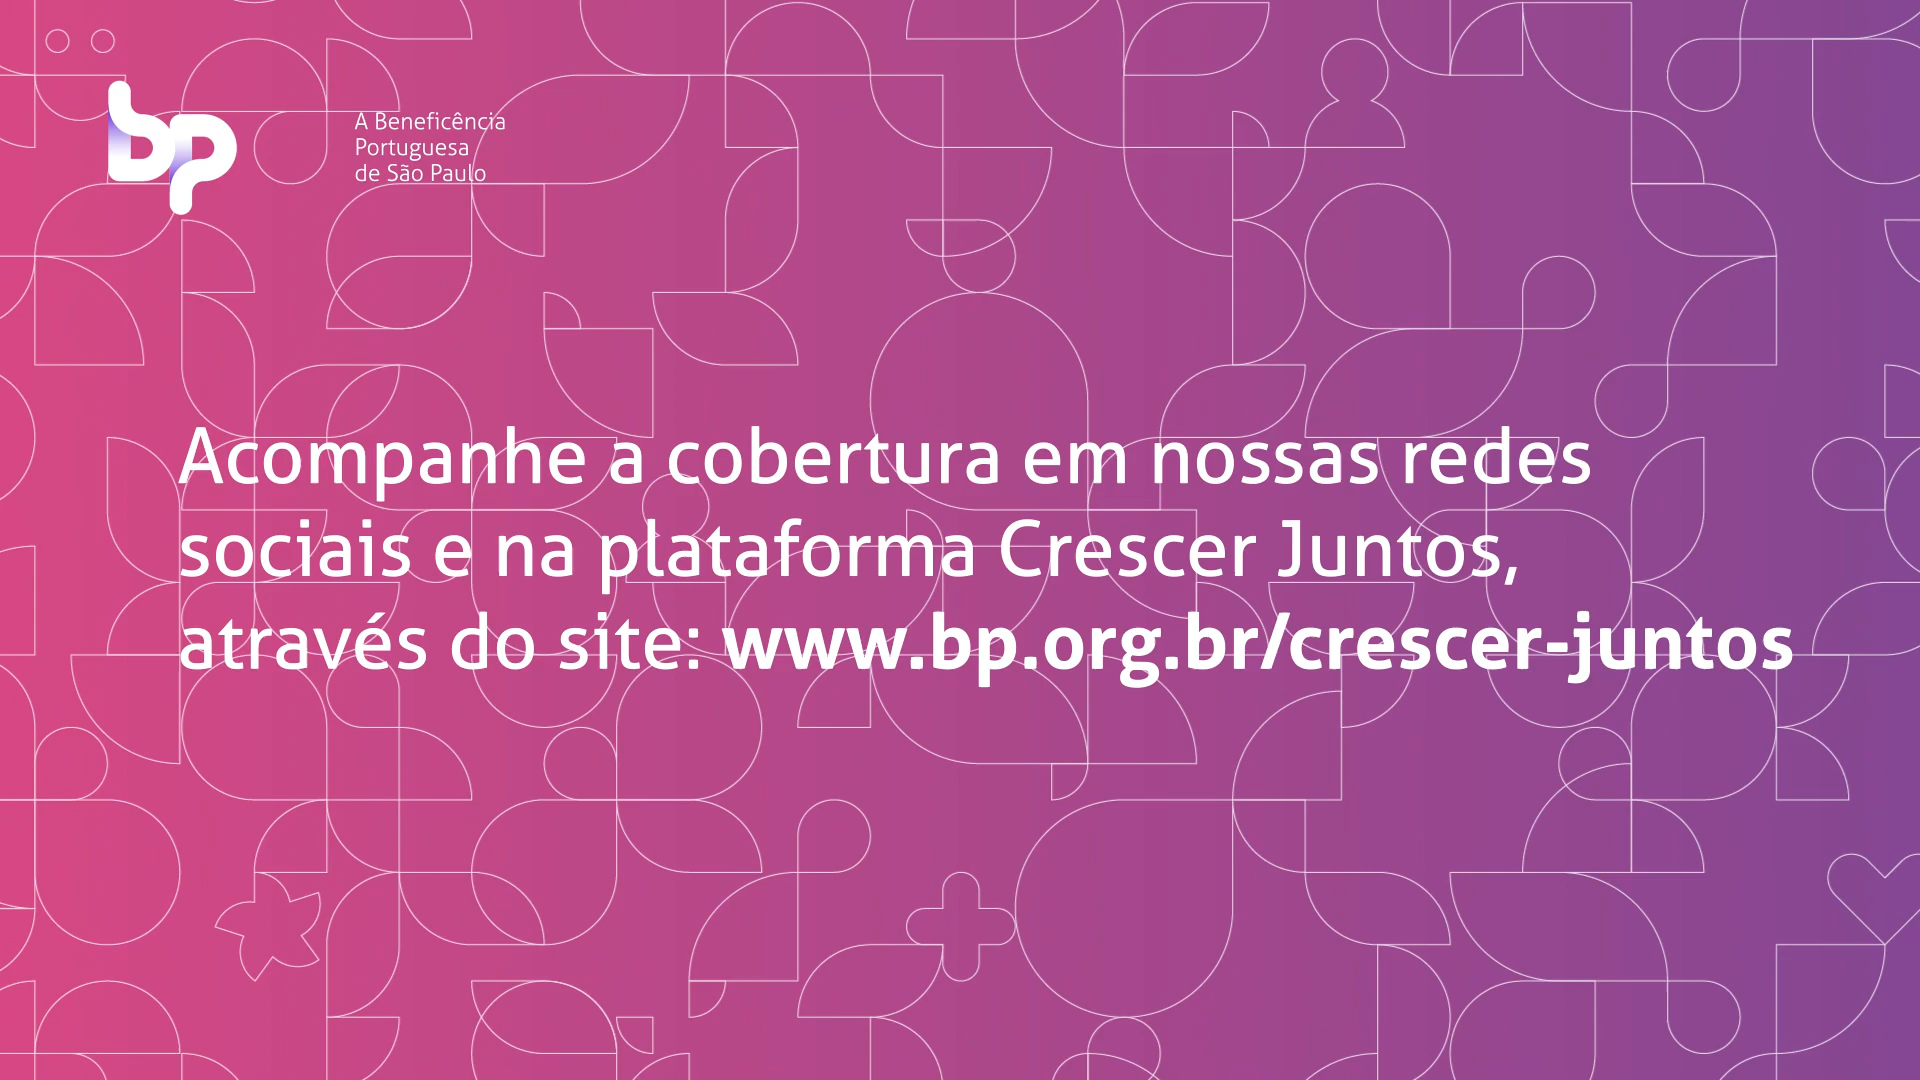 bp
A Beneficência
Portuguesa
de São Paulo
Acompanhe a cobertura em nossas redes
sociais e na plataforma Crescer Juntos,
através do site: www.bp.org.br/crescer-juntos